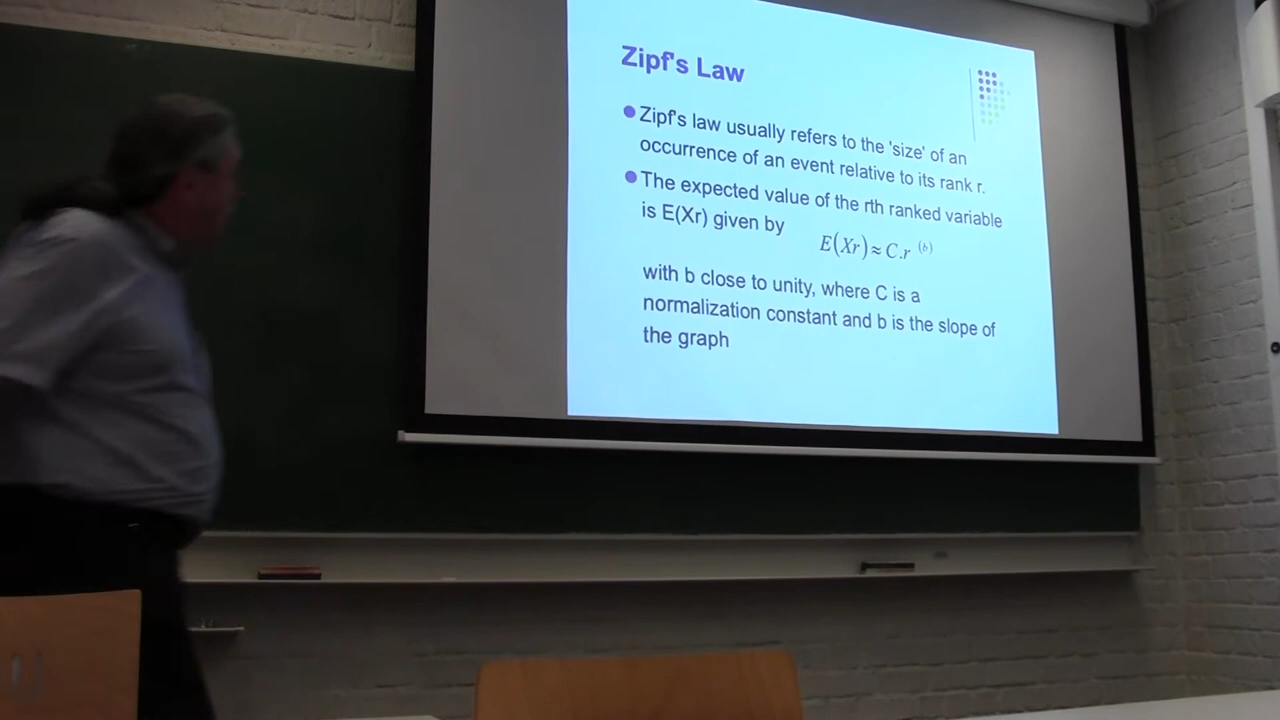 Zipf's Law
Zipf's law usually refers to the 'size' of an
occurrence of an event relative to its rank r.
The expected value of the rth ranked variable
is E(Xr) given by
E(Xr)≈C.r (b)
with b close to unity, where C is a
normalization constant and b is the slope of
the graph